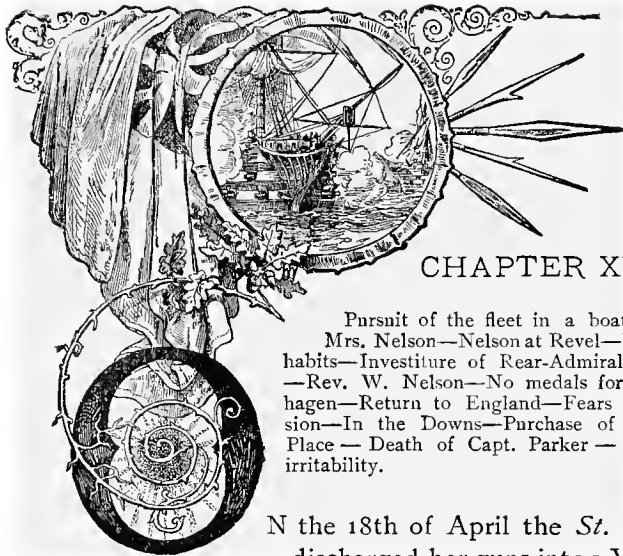 CHAPTER X
Pursuit of the fleet in a boat
Mrs. Nelson—Nelson at Revel—
habits—Investiture of Rear-Admiral
—Rev. W. Nelson—No medals for
hagen—Return to England—Fears
sion—In the Downs—Purchase of
Place — Death of Capt. Parker —
irritability.
ON the 18th of April the St.
discharged her guns into a